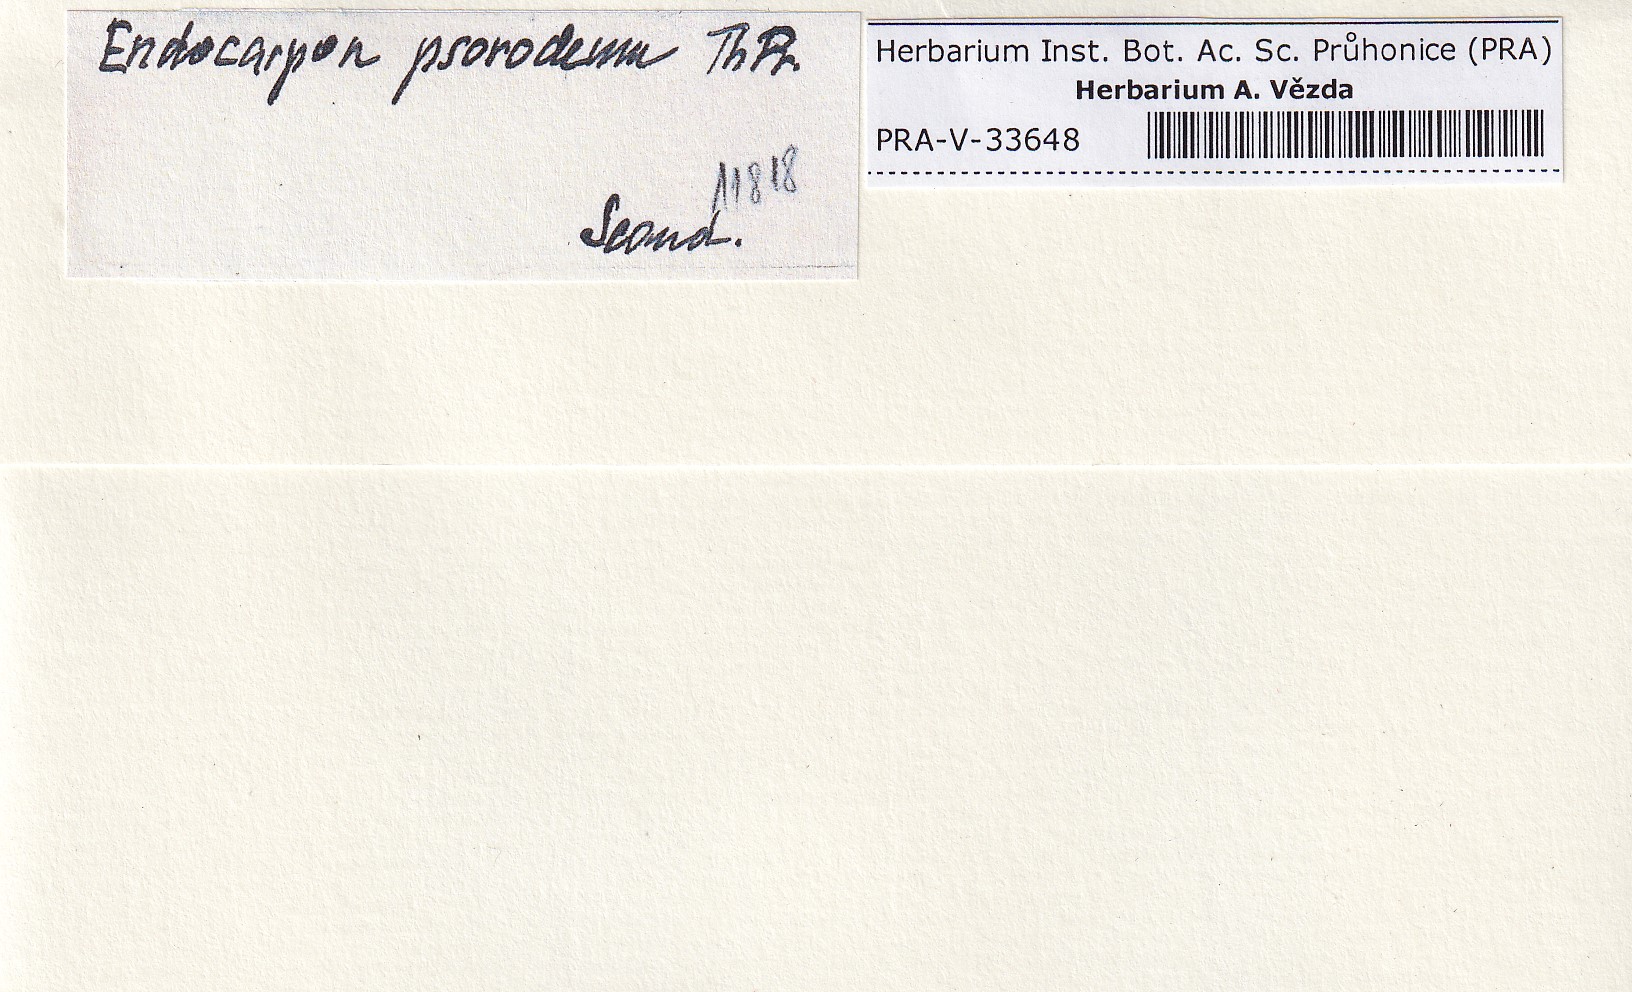 Endocarpon psorodeum Th Fr.
11818
Scand.
Herbarium Inst. Bot. Ac. Sc. Průhonice (PRA)
Herbarium A. Vězda
PRA-V-33648